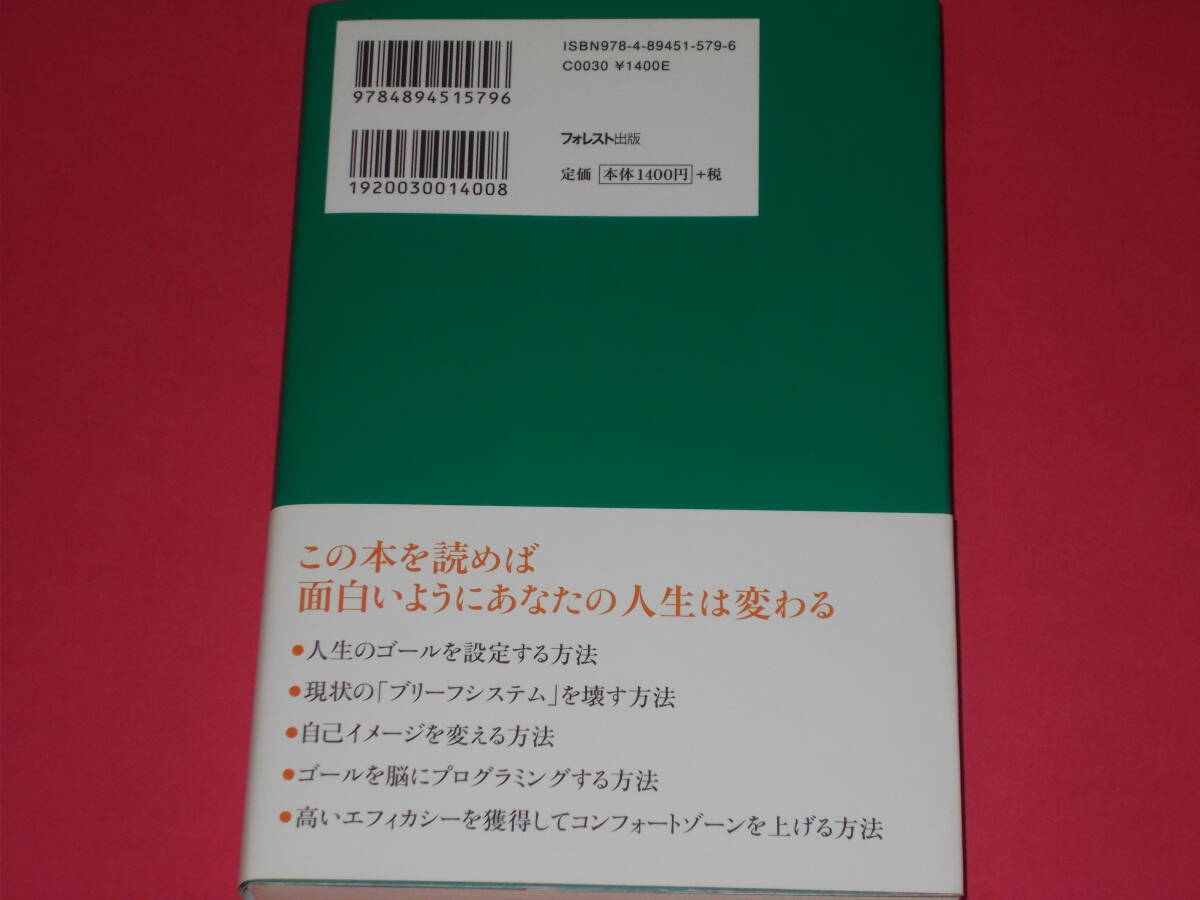 ISBN978-4-89451-579-6
C0030 ¥1400E
9784894515796
フォレスト出版
定価 本体1400円 +税
1920030014008
この本を読めば
面白いようにあなたの人生は変わる
●人生のゴールを設定する方法
●現状の「ブリーフシステム」を壊す方法
●自己イメージを変える方法
●ゴールを脳にプログラミングする方法
●高いエフィカシーを獲得してコンフォートゾーンを上げる方法